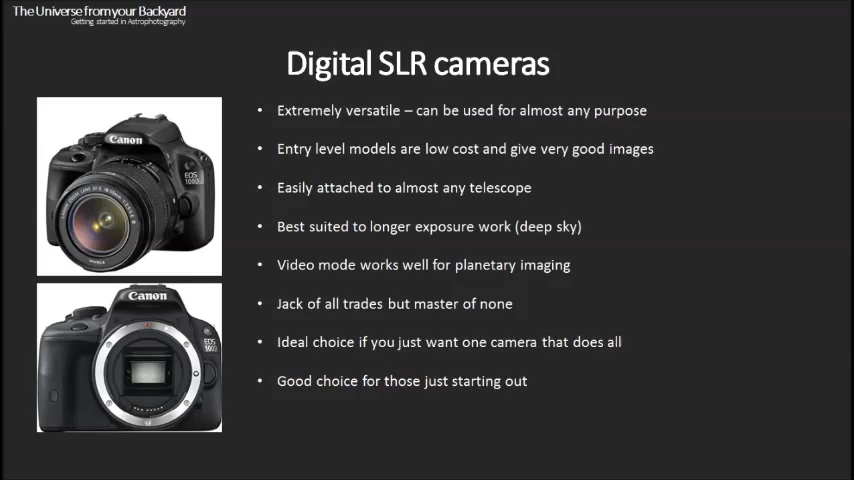 The Universe from your Backyard
Getting started in Astrophotography
Digital SLR cameras
• Extremely versatile – can be used for almost any purpose
• Entry level models are low cost and give very good images
• Easily attached to almost any telescope
• Best suited to longer exposure work (deep sky)
• Video mode works well for planetary imaging
• Jack of all trades but master of none
• Ideal choice if you just want one camera that does all
• Good choice for those just starting out
Canon
EOS
100D
Canon
EOS
100D